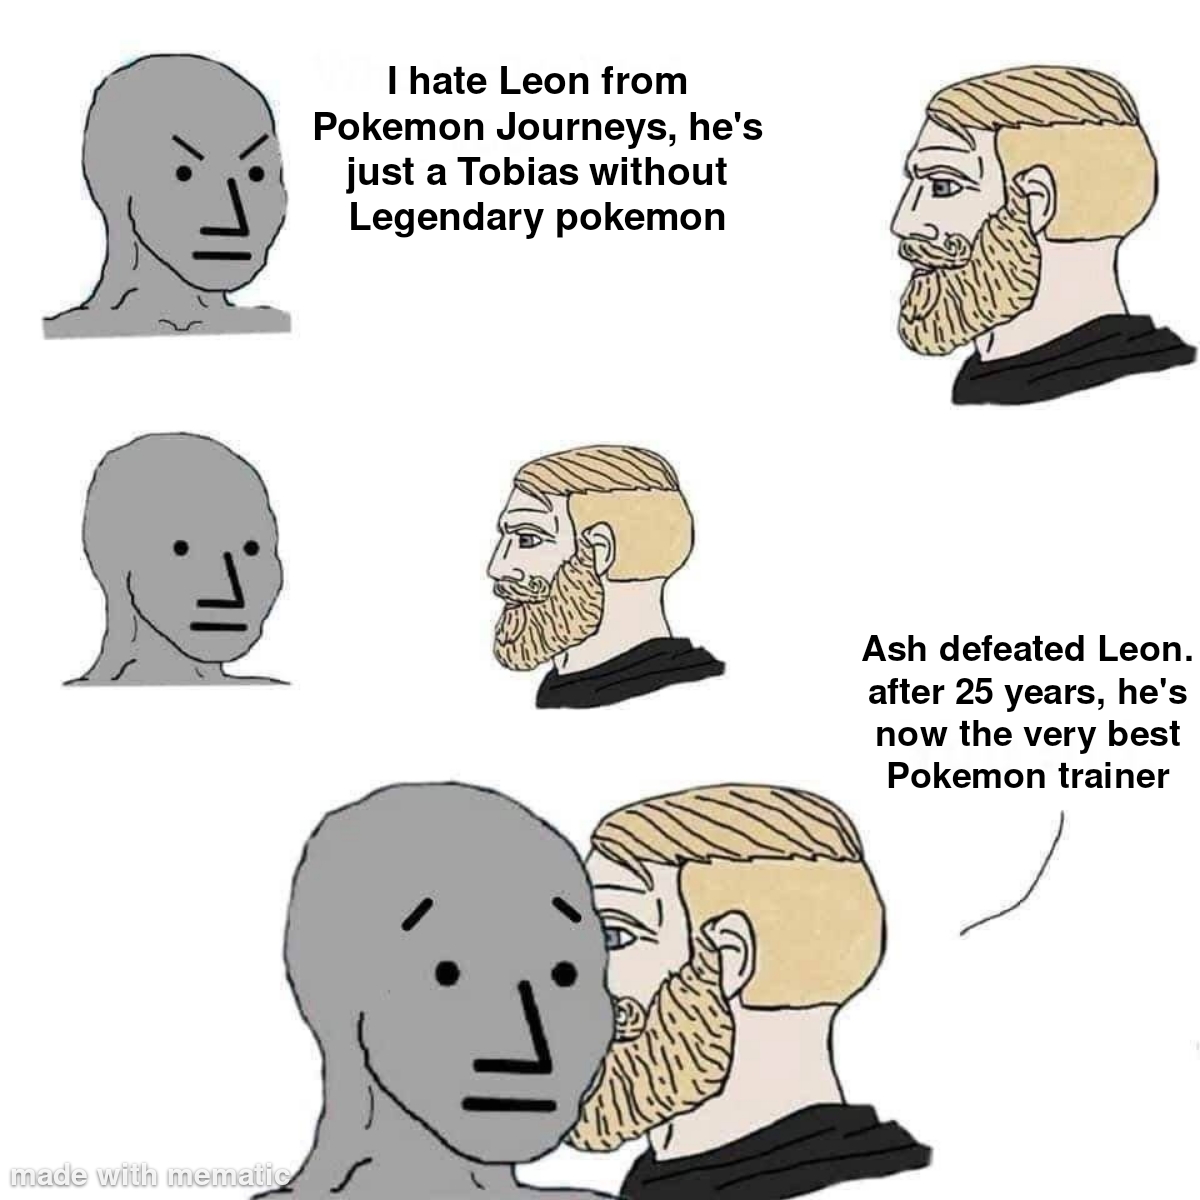 I hate Leon from
Pokemon Journeys, he's
just a Tobias without
Legendary pokemon
Ash defeated Leon.
after 25 years, he's
now the very best
Pokemon trainer
made with mematic